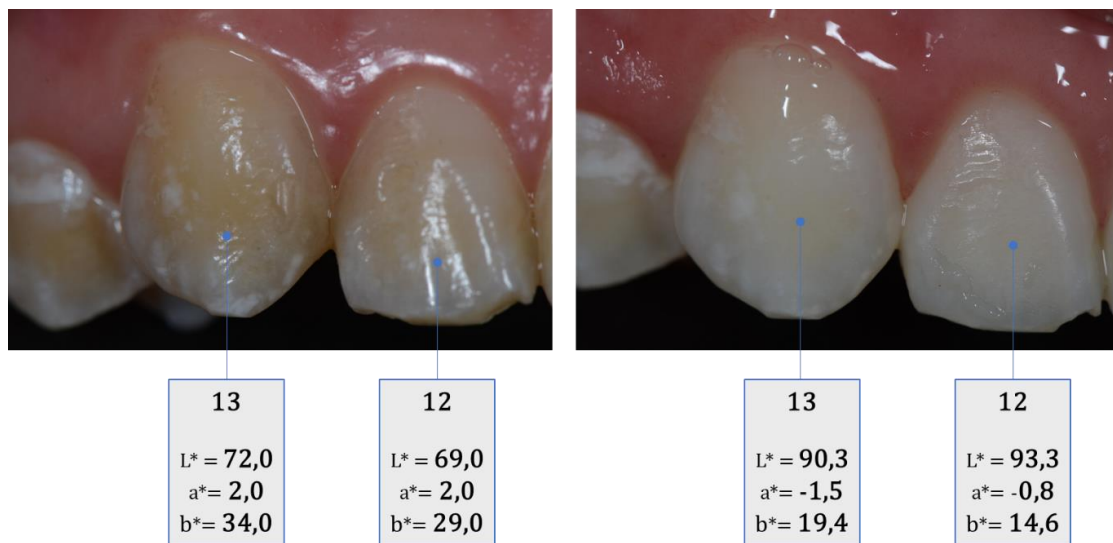 13
L* = 72,0
a*= 2,0
b*= 34,0
12
L* = 69,0
a*= 2,0
b*= 29,0
13
L* = 90,3
a*= -1,5
b*= 19,4
12
L* = 93,3
a*= -0,8
b*= 14,6